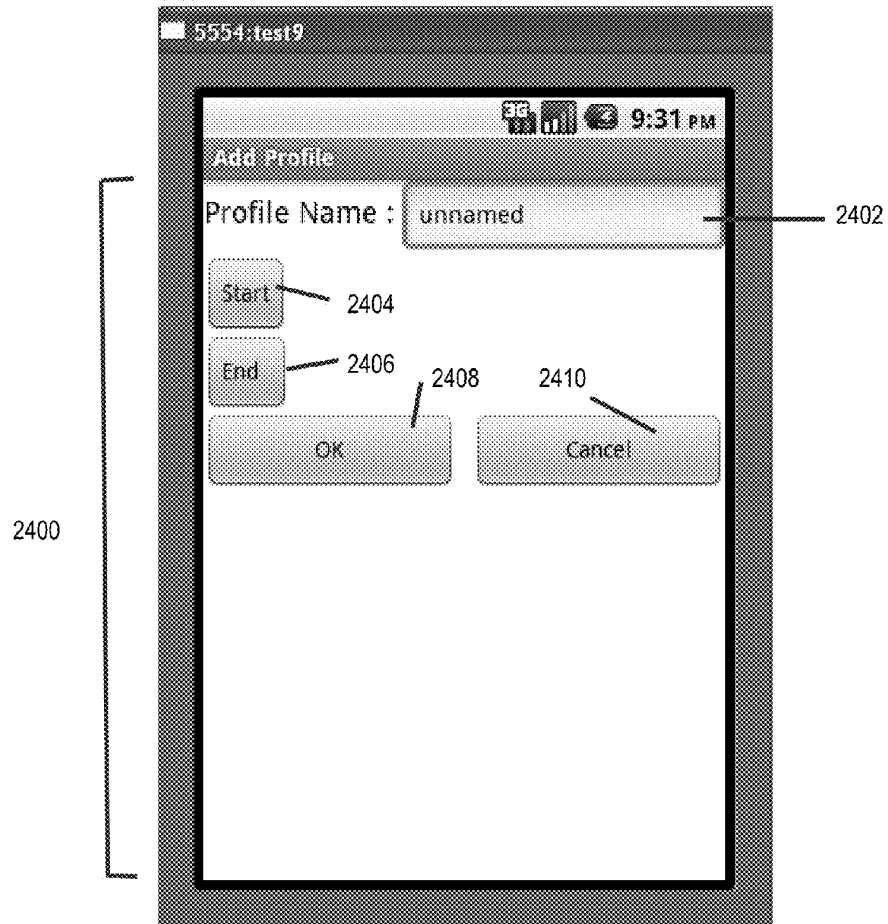 5554:test9
3G 9:31 PM
Add Profile
Profile Name : unnamed 2402
Start 2404
End 2406
2408 2410
OK Cancel
2400